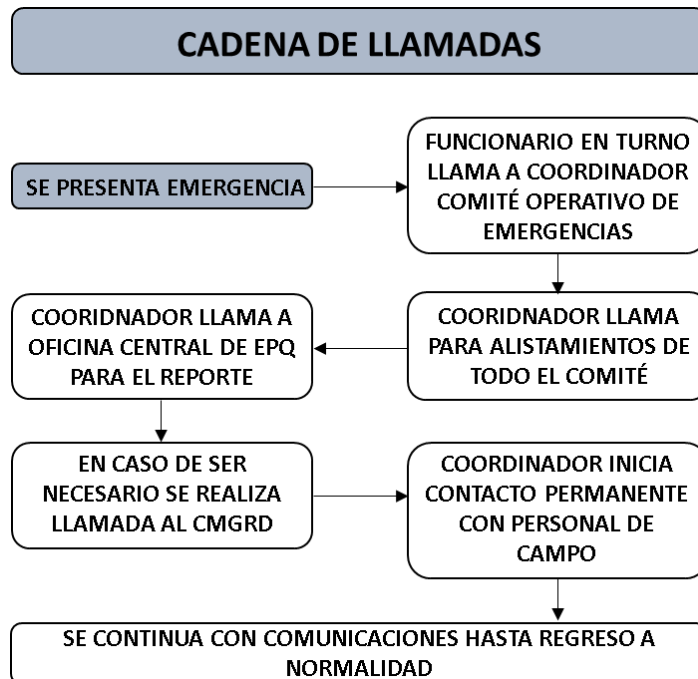 CADENA DE LLAMADAS
SE PRESENTA EMERGENCIA
FUNCIONARIO EN TURNO
LLAMA A COORDINADOR
COMITÉ OPERATIVO DE
EMERGENCIAS
COORIDNADOR LLAMA
PARA ALISTAMIENTOS DE
TODO EL COMITÉ
COORIDNADOR LLAMA A
OFICINA CENTRAL DE EPQ
PARA EL REPORTE
EN CASO DE SER
NECESARIO SE REALIZA
LLAMADA AL CMGRD
COORDINADOR INICIA
CONTACTO PERMANENTE
CON PERSONAL DE
CAMPO
SE CONTINUA CON COMUNICACIONES HASTA REGRESO A
NORMALIDAD